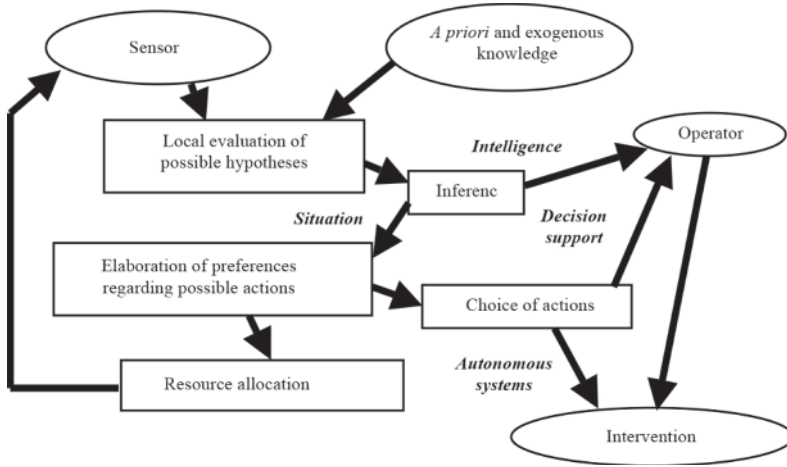 Sensor
A priori and exogenous
knowledge
Local evaluation of
possible hypotheses
Operator
Intelligence
Inferenc
Situation
Decision
support
Elaboration of preferences
regarding possible actions
Choice of actions
Autonomous
systems
Resource allocation
Intervention